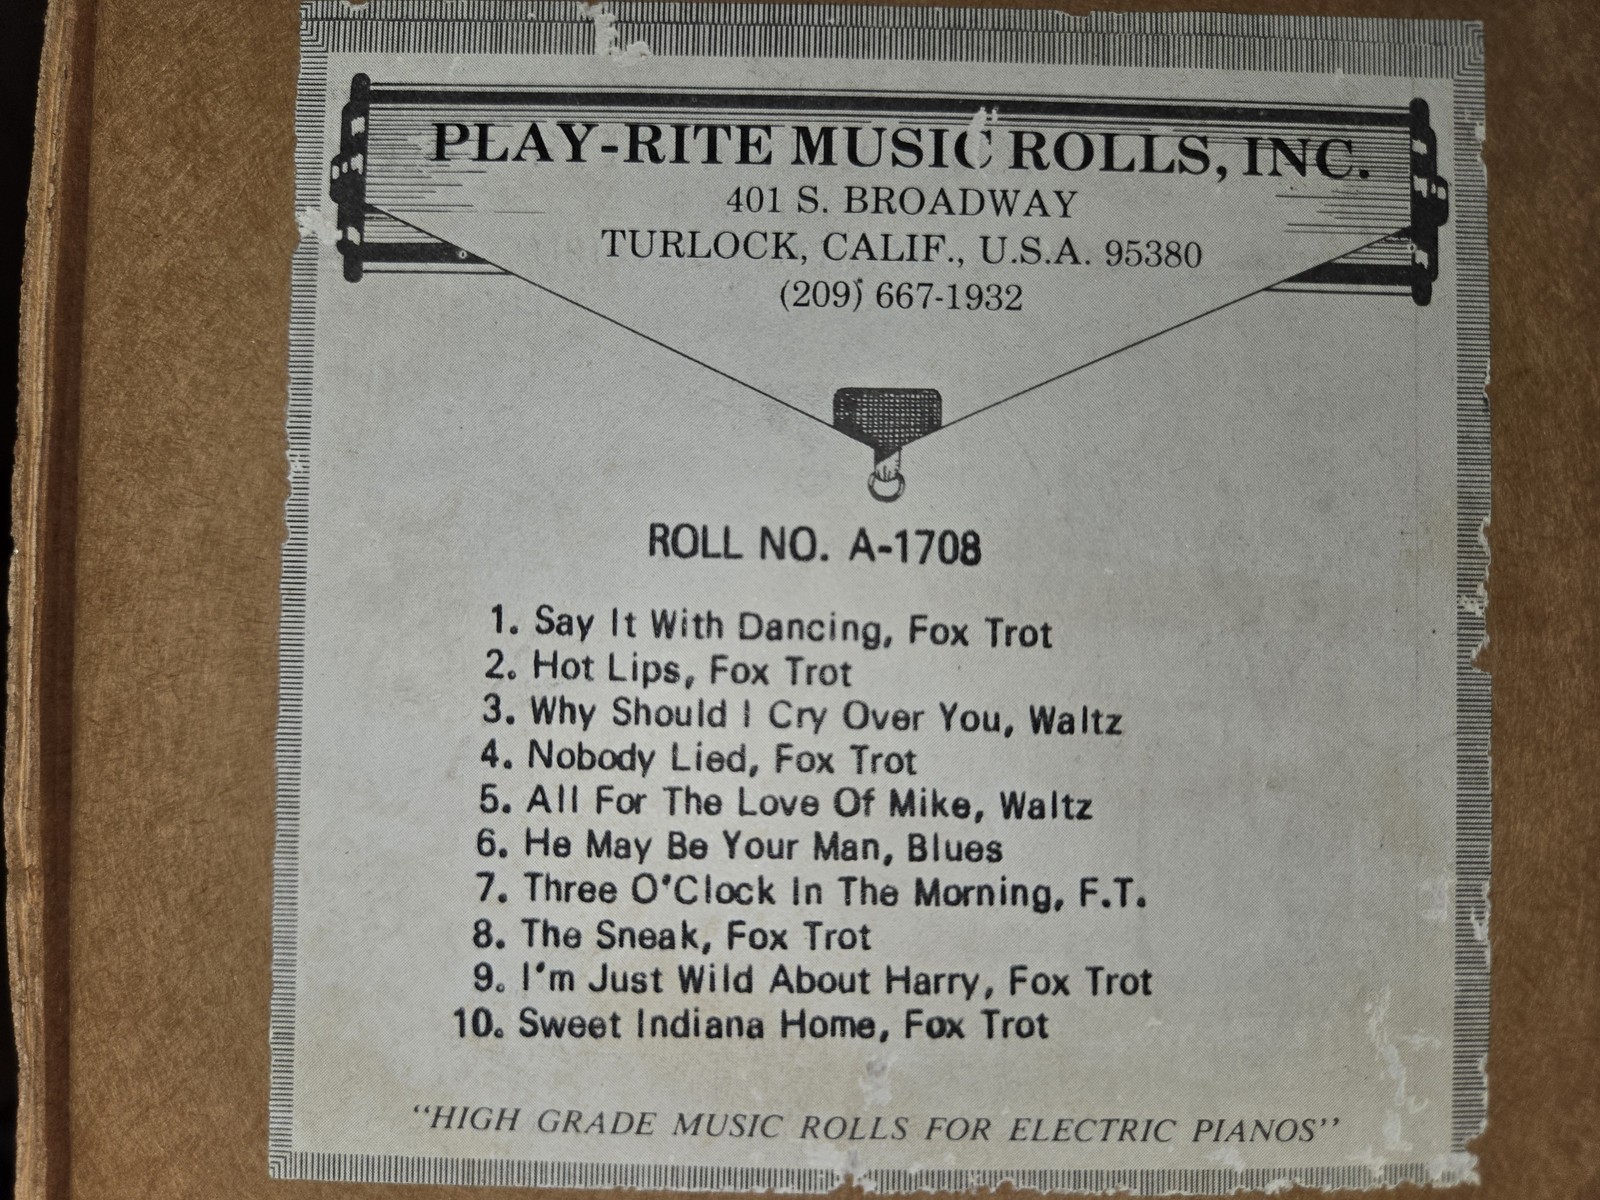 PLAY-RITE MUSIC ROLLS, INC.
401 S. BROADWAY
TURLOCK, CALIF., U.S.A. 95380
(209) 667-1932
ROLL NO. A-1708
1. Say It With Dancing, Fox Trot
2. Hot Lips, Fox Trot
3. Why Should I Cry Over You, Waltz
4. Nobody Lied, Fox Trot
5. All For The Love Of Mike, Waltz
6. He May Be Your Man, Blues
7. Three O'Clock In The Morning, F.T.
8. The Sneak, Fox Trot
9. I'm Just Wild About Harry, Fox Trot
10. Sweet Indiana Home, Fox Trot
"HIGH GRADE MUSIC ROLLS FOR ELECTRIC PIANOS"